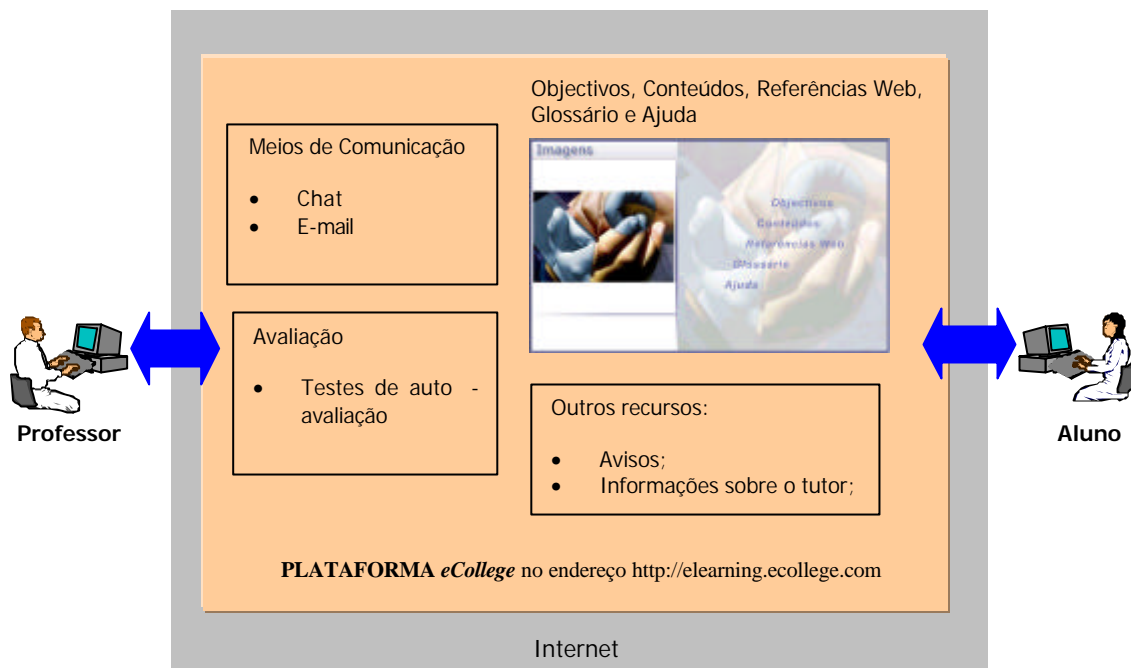 Objectivos, Conteúdos, Referências Web,
Glossário e Ajuda
Meios de Comunicação
• Chat
• E-mail
Imagens
Objectivos
Conteúdos
Referências Web
Glossário
Ajuda
Avaliação
• Testes de auto -
avaliação
Outros recursos:
• Avisos;
• Informações sobre o tutor;
Professor
Aluno
PLATAFORMA eCollege no endereço http://elearning.ecollege.com
Internet